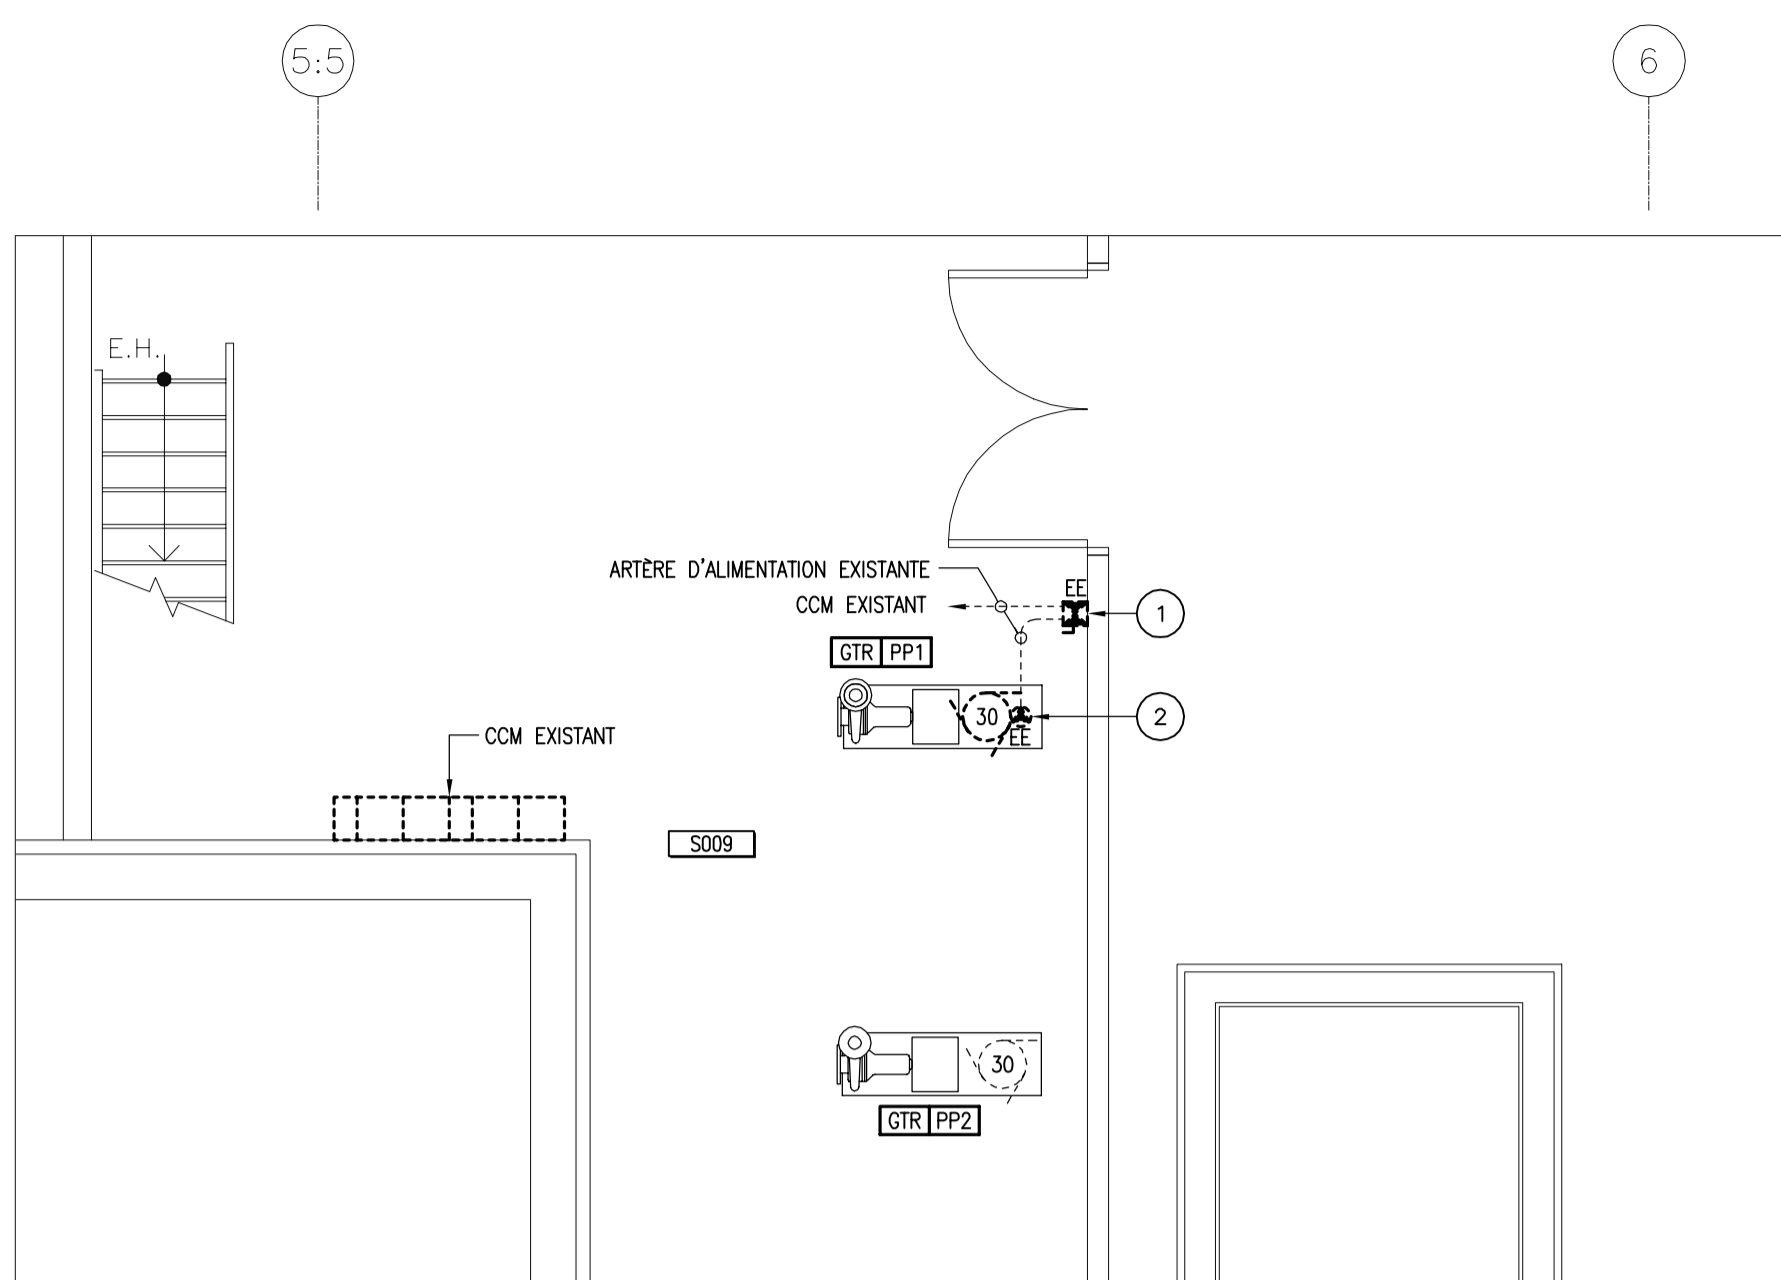 5:5
6
E.H.
ARTÈRE D'ALIMENTATION EXISTANTE
EE
CCM EXISTANT
1
GTR PP1
30
2
EE
CCM EXISTANT
S009
30
GTR PP2